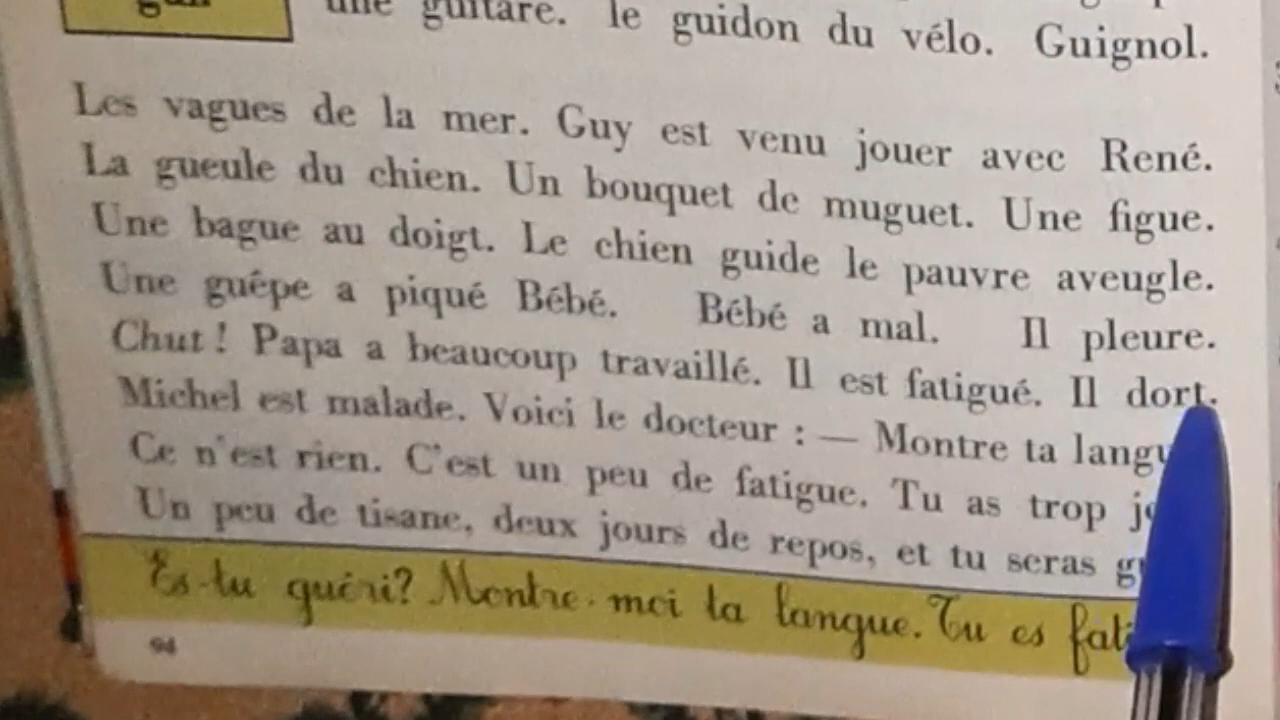 une guitare. le guidon du vélo. Guignol.
Les vagues de la mer. Guy est venu jouer avec René.
La gueule du chien. Un bouquet de muguet. Une figue.
Une bague au doigt. Le chien guide le pauvre aveugle.
Une guêpe a piqué Bébé. Bébé a mal. Il pleure.
Chut ! Papa a beaucoup travaillé. Il est fatigué. Il dort.
Michel est malade. Voici le docteur : — Montre ta
Ce n'est rien. C'est un peu de fatigue. Tu as trop
Un peu de tisane, deux jours de repos, et tu seras
Es-tu guéri? Montre-moi ta langue. Tu es